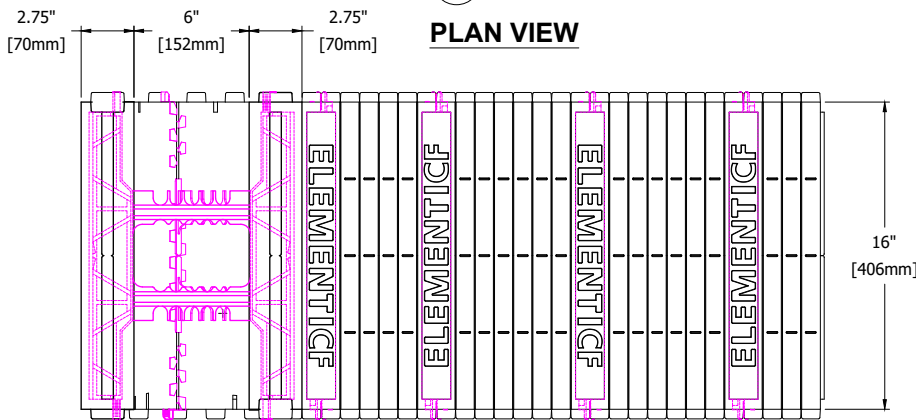 2.75"
[70mm]
6"
[152mm]
2.75"
[70mm]
PLAN VIEW
ELEMENTICF
ELEMENTICF
ELEMENTICF
ELEMENTICF
16"
[406mm]